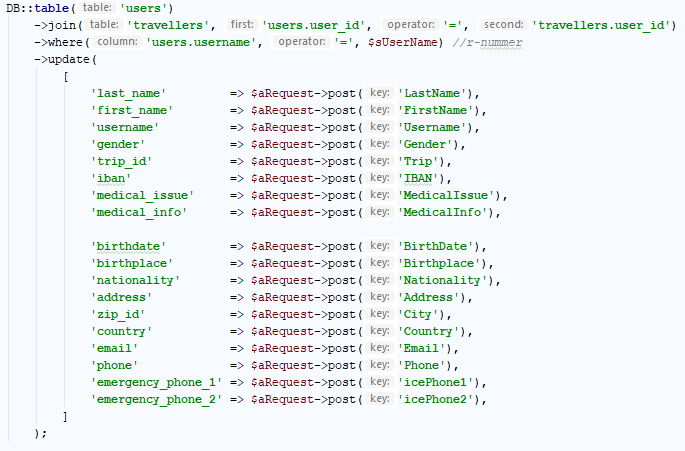 DB::table( table: 'users')
->join( table: 'travellers', first: 'users.user_id', operator: '=', second: 'travellers.user_id')
->where( column: 'users.username', operator: '=', $sUserName) //r-nummer
->update(
[
'last_name' => $aRequest->post( key: 'LastName'),
'first_name' => $aRequest->post( key: 'FirstName'),
'username' => $aRequest->post( key: 'Username'),
'gender' => $aRequest->post( key: 'Gender'),
'trip_id' => $aRequest->post( key: 'Trip'),
'iban' => $aRequest->post( key: 'IBAN'),
'medical_issue' => $aRequest->post( key: 'MedicalIssue'),
'medical_info' => $aRequest->post( key: 'MedicalInfo'),
'birthdate' => $aRequest->post( key: 'BirthDate'),
'birthplace' => $aRequest->post( key: 'Birthplace'),
'nationality' => $aRequest->post( key: 'Nationality'),
'address' => $aRequest->post( key: 'Address'),
'zip_id' => $aRequest->post( key: 'City'),
'country' => $aRequest->post( key: 'Country'),
'email' => $aRequest->post( key: 'Email'),
'phone' => $aRequest->post( key: 'Phone'),
'emergency_phone_1' => $aRequest->post( key: 'icePhone1'),
'emergency_phone_2' => $aRequest->post( key: 'icePhone2'),
]
);